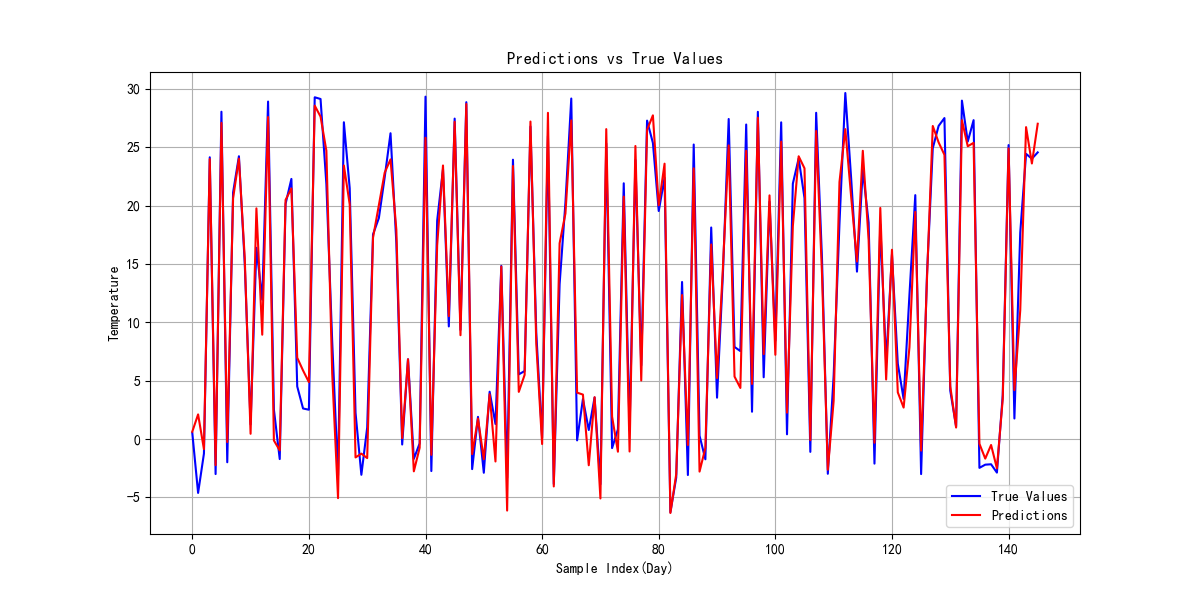 Predictions vs True Values
Temperature
30
25
20
15
10
5
0
−5
0 20 40 60 80 100 120 140
Sample Index(Day)
True Values
Predictions